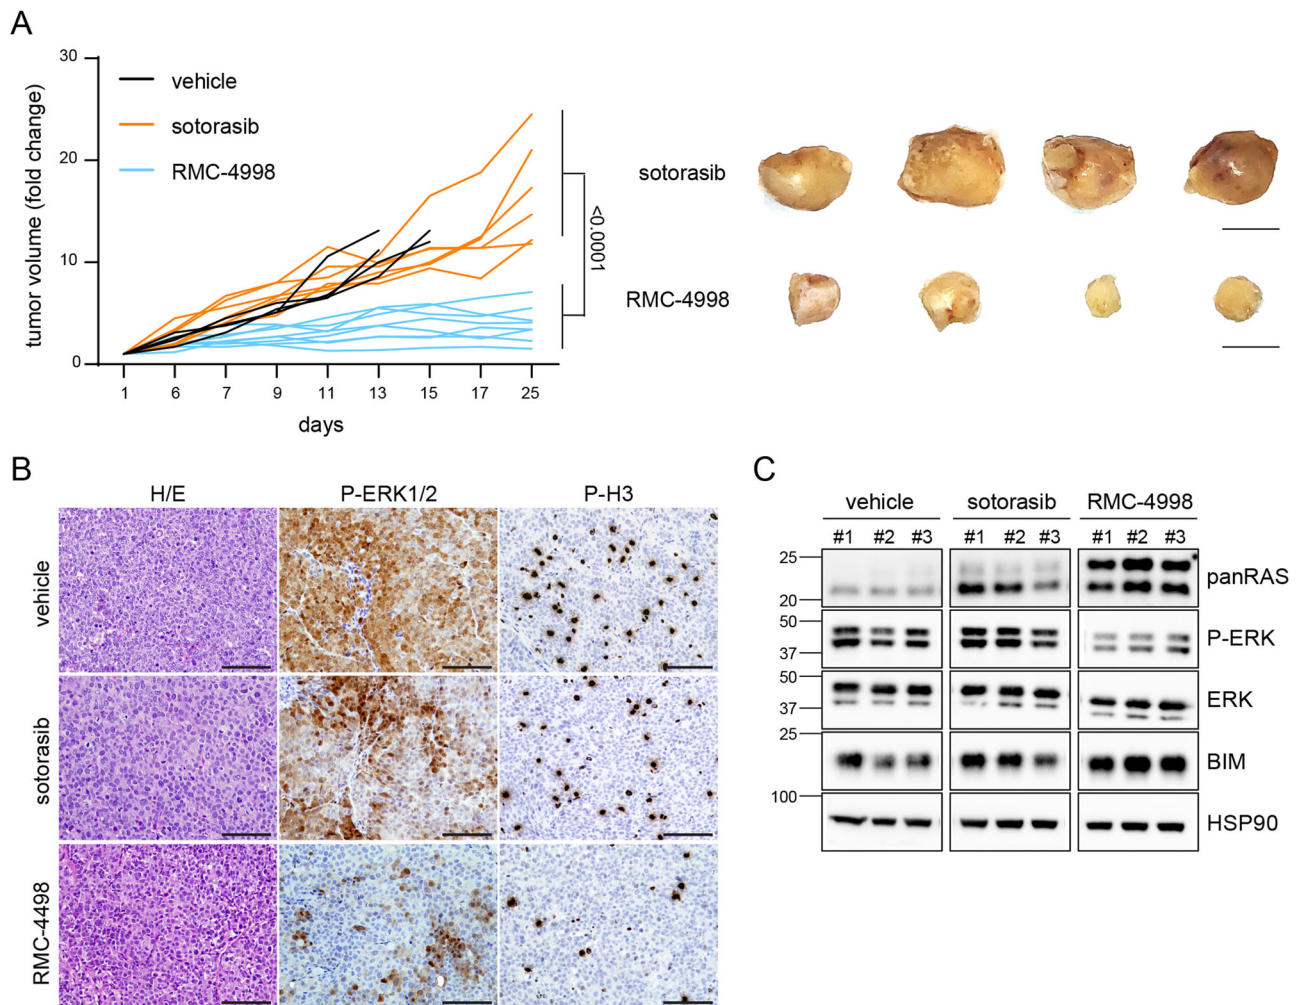 A
30
20
10
0
tumor volume (fold change)
vehicle
sotorasib
RMC-4998
<0.0001
1 6 7 9 11 13 15 17 25
days
sotorasib
RMC-4998
B
H/E P-ERK1/2 P-H3
vehicle
sotorasib
RMC-4498
C
vehicle sotorasib RMC-4998
#1 #2 #3 #1 #2 #3 #1 #2 #3
25
20
panRAS
50
37
P-ERK
50
37
ERK
25
BIM
100
HSP90